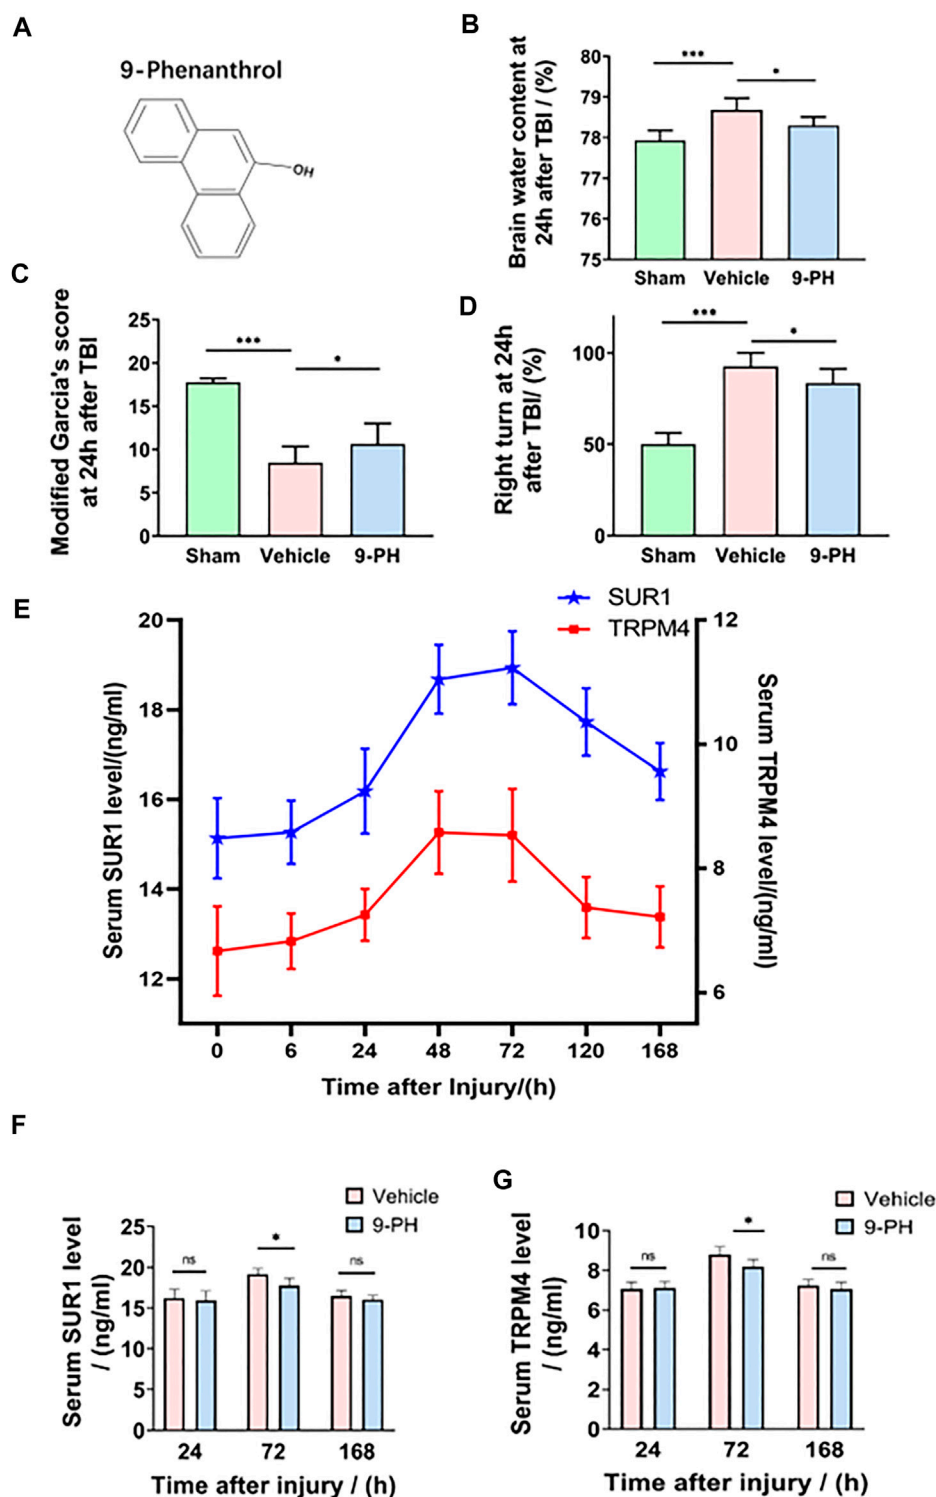 A
9-Phenanthrol
OH
B
Brain water content at
24h after TBI / (%)
80
79
78
77
76
75
***
*
Sham Vehicle 9-PH
C
Modified Garcia's score
at 24h after TBI
25
20
15
10
5
0
***
*
Sham Vehicle 9-PH
D
Right turn at 24h
after TBI/ (%)
100
50
0
***
*
Sham Vehicle 9-PH
E
SUR1
TRPM4
Serum SUR1 level/(ng/ml)
20
18
16
14
12
Serum TRPM4 level/(ng/ml)
12
10
8
6
0 6 24 48 72 120 168
Time after Injury/(h)
F
Vehicle
9-PH
Serum SUR1 level
/ (ng/ml)
25
20
15
10
5
0
ns * ns
24 72 168
Time after injury / (h)
G
Vehicle
9-PH
Serum TRPM4 level
/ (ng/ml)
10
8
6
4
2
0
ns * ns
24 72 168
Time after injury / (h)